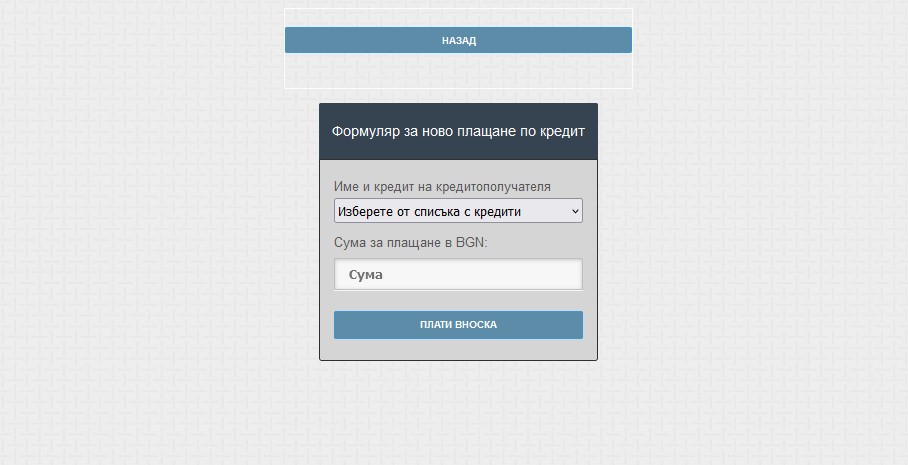 НАЗАД
Формуляр за ново плащане по кредит
Име и кредит на кредитополучателя
Изберете от списъка с кредити
Сума за плащане в BGN:
Сума
ПЛАТИ ВНОСКА